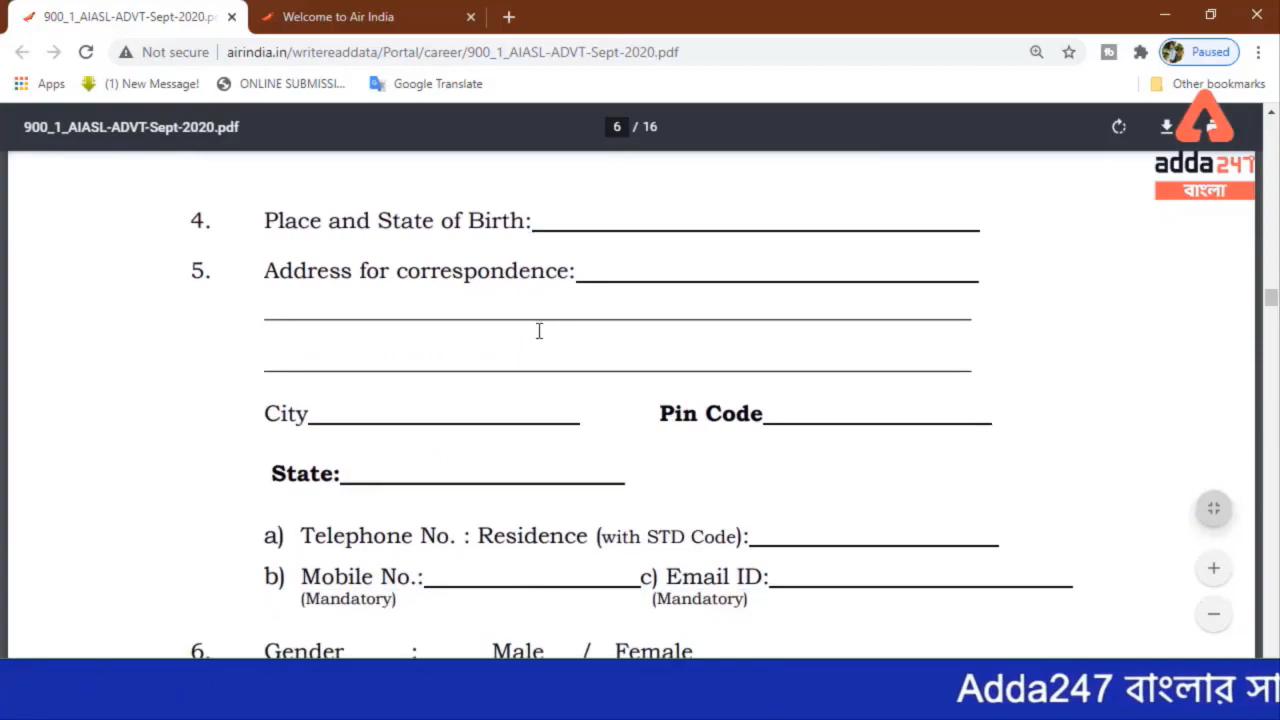 900_1_AIASL-ADVT-Sept-2020.p
Welcome to Air India
Not secure
airindia.in/writereaddata/Portal/career/900_1_AIASL-ADVT-Sept-2020.pdf
Paused
Apps
(1) New Message!
ONLINE SUBMISSI...
Google Translate
Other bookmarks
900_1_AIASL-ADVT-Sept-2020.pdf
6 / 16
adda247
বাংলা
4. Place and State of Birth:
5. Address for correspondence:
City Pin Code
State:
a) Telephone No. : Residence (with STD Code):
b) Mobile No.: c) Email ID:
(Mandatory) (Mandatory)
6. Gender : Male / Female
Adda247 বাংলার সা